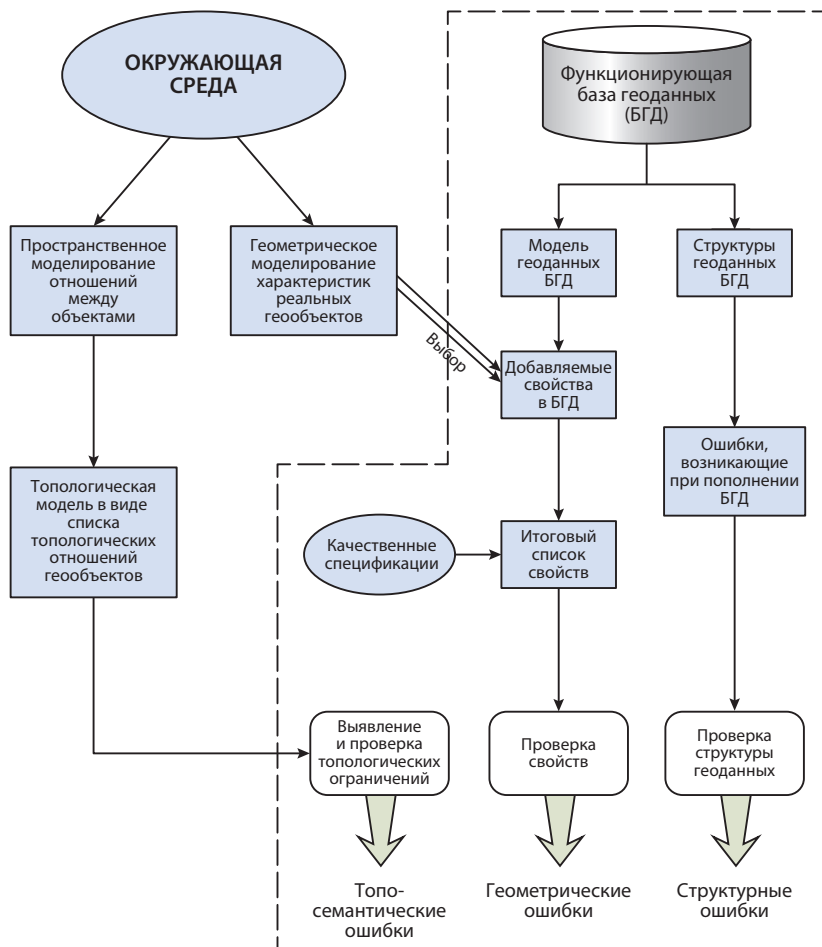 ОКРУЖАЮЩАЯ
СРЕДА
Функционирующая
база геоданных
(БГД)
Пространственное
моделирование
отношений
между
объектами
Геометрическое
моделирование
характеристик
реальных
геообъектов
Модель
геоданных
БГД
Структуры
геоданных
БГД
Выбор
Добавляемые
свойства
в БГД
Ошибки,
возникающие
при пополнении
БГД
Топологическая
модель в виде
списка
топологических
отношений
геообъектов
Качественные
спецификации
Итоговый
список
свойств
Выявление
и проверка
топологических
ограничений
Проверка
свойств
Проверка
структуры
геоданных
Топо-
семантические
ошибки
Геометрические
ошибки
Структурные
ошибки